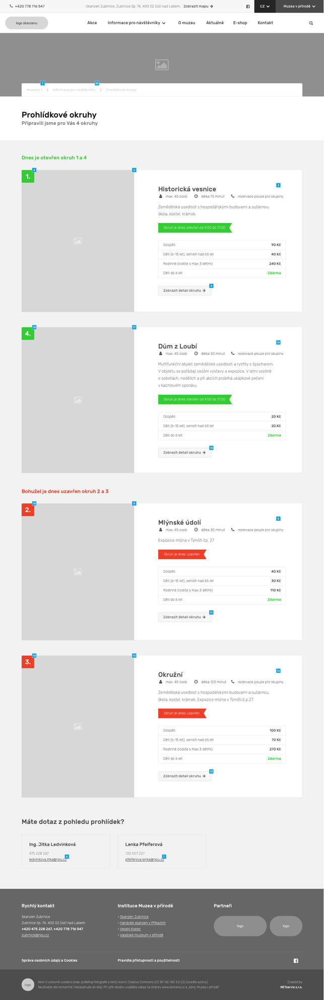 +420 778 716 547
Skanzen Zubrnice, Zubrnice čp. 74, 400 02 Ústí nad Labem. Zobrazit mapu
CZ
Muzea v přírodě
logo skanzenu
Akce
Informace pro návštěvníky
O muzeu
Aktuálně
E-shop
Kontakt
1
20
Muzeum 1
Informace pro návštěvníky
Prohlídkové okruhy
Prohlídkové okruhy
Připravili jsme pro Vás 4 okruhy
Dnes je otevřen okruh 1 a 4
1.
4
3
2
Historická vesnice
max. 45 osob
délka 75 minut
rezervace pouze pro skupiny
Zemědělská usedlost s hospodářskými budovami a sušárnou,
škola, kostel, krámek.
Okruh je dnes otevřen od 9.00 do 17.00
Dospělí: 90 Kč
Děti (6-15 let), senioři nad 65 let 40 Kč
Rodinné (rodiče s max 3 dětmi) 240 Kč
Děti do 6 let Zdarma
Zobrazit detail okruhu
5
4.
18
17
16
Dům z Loubí
max. 45 osob
délka 30 minut
rezervace pouze pro skupiny
Multifunkční objekt zemědělské usedlosti a rychty s špýcharem.
V objektu se pořádají sezóní výstavy a expozice. V letní sezóně
o sobotách, nedělích a při akcích probíhá ukázkové pečení
v kachlovém sporáku.
Okruh je dnes otevřen od 9.00 do 17.00
Dospělí: 20 Kč
Děti (6-15 let), senioři nad 65 let 20 Kč
Děti do 6 let Zdarma
Zobrazit detail okruhu
19
Bohužel je dnes uzavřen okruh 2 a 3
2.
10
9
8
Mlýnské údolí
max. 45 osob
délka 30 minut
rezervace pouze pro skupiny
Expozice mlýna v Týništi čp. 27
Okruh je dnes uzavřen
Dospělí: 40 Kč
Děti (6-15 let), senioři nad 65 let 30 Kč
Rodinné (rodiče s max 3 dětmi) 110 Kč
Děti do 6 let Zdarma
Zobrazit detail okruhu
11
3.
14
13
12
Okružní
max. 45 osob
délka 120 minut
rezervace pouze pro skupiny
Zemědělská usedlost s hospodářskými budovami a sušárnou,
škola, kostel, krámek. Expozice mlýna v Týništi č.p.27
Okruh je dnes uzavřen
Dospělí: 100 Kč
Děti (6-15 let), senioři nad 65 let 70 Kč
Rodinné (rodiče s max 3 dětmi) 270 Kč
Děti do 6 let Zdarma
Zobrazit detail okruhu
15
Máte dotaz z pohledu prohlídek?
Ing. Jitka Ledvinková
475 228 267
ledvinkova.jitka@npu.cz
6
Lenka Pfeiferová
725 007 227
pfeiferova.lenka@npu.cz
7
Rychlý kontakt
Skanzen Zubrnice
Zubrnice čp. 74, 400 02 Ústí nad Labem
+420 475 228 267, +420 778 716 547
zubrnice@npu.cz
Instituce Muzea v přírodě
• Skanzen Zubrnice
• Hanácké skanzen v Příkazích
• Veselý Kopec
• Valašské muzeum v přírodě
Partneři
logo
logo
Správa osobních údajů a Cookies
Pravidla přístupnosti a použitelnosti
logo
Není-li výslovně uvedeno jinak, podléhají fotografie a texty licenci Creative Commons (CC BY-NC-ND 3.0 CZ) (Uveďte autora |
Neužívejte dílo komerčně | Nezasahujte do díla). Při užití obsahu uvádějte odkaz na stránky www.domena.cz a „zdroj: Muzea v přírodě"
Created by
NETservis s.r.o.